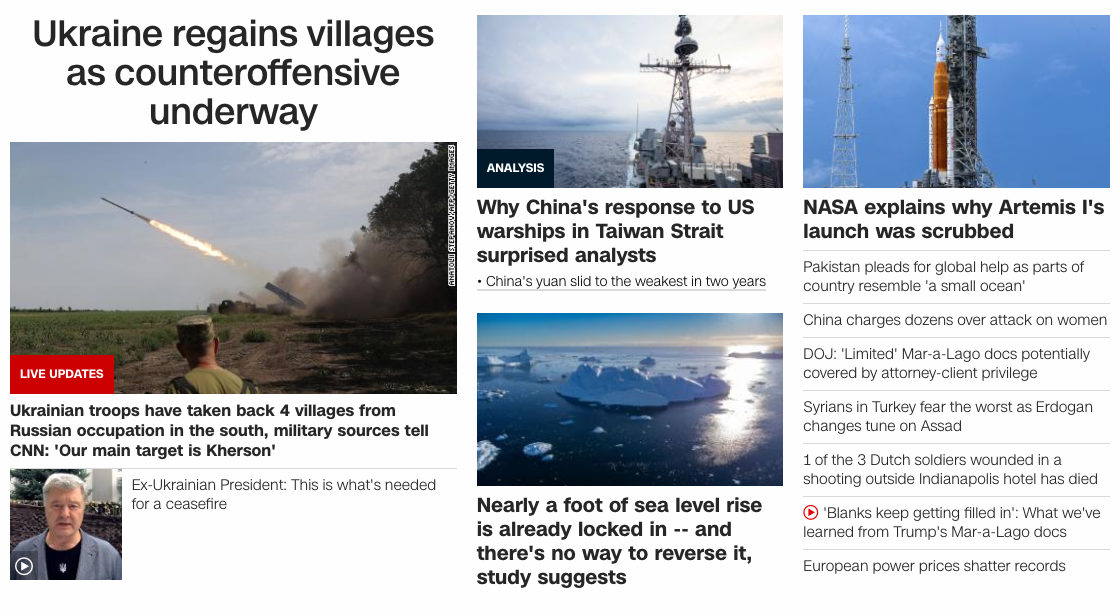 Ukraine regains villages
as counteroffensive
underway
ANATOLII STEPANOV/AFP/GETTY IMAGES
LIVE UPDATES
Ukrainian troops have taken back 4 villages from
Russian occupation in the south, military sources tell
CNN: 'Our main target is Kherson'
Ex-Ukrainian President: This is what's needed
for a ceasefire
ANALYSIS
Why China's response to US
warships in Taiwan Strait
surprised analysts
• China's yuan slid to the weakest in two years
Nearly a foot of sea level rise
is already locked in -- and
there's no way to reverse it,
study suggests
NASA explains why Artemis I's
launch was scrubbed
Pakistan pleads for global help as parts of
country resemble 'a small ocean'
China charges dozens over attack on women
DOJ: 'Limited' Mar-a-Lago docs potentially
covered by attorney-client privilege
Syrians in Turkey fear the worst as Erdogan
changes tune on Assad
1 of the 3 Dutch soldiers wounded in a
shooting outside Indianapolis hotel has died
'Blanks keep getting filled in': What we've
learned from Trump's Mar-a-Lago docs
European power prices shatter records